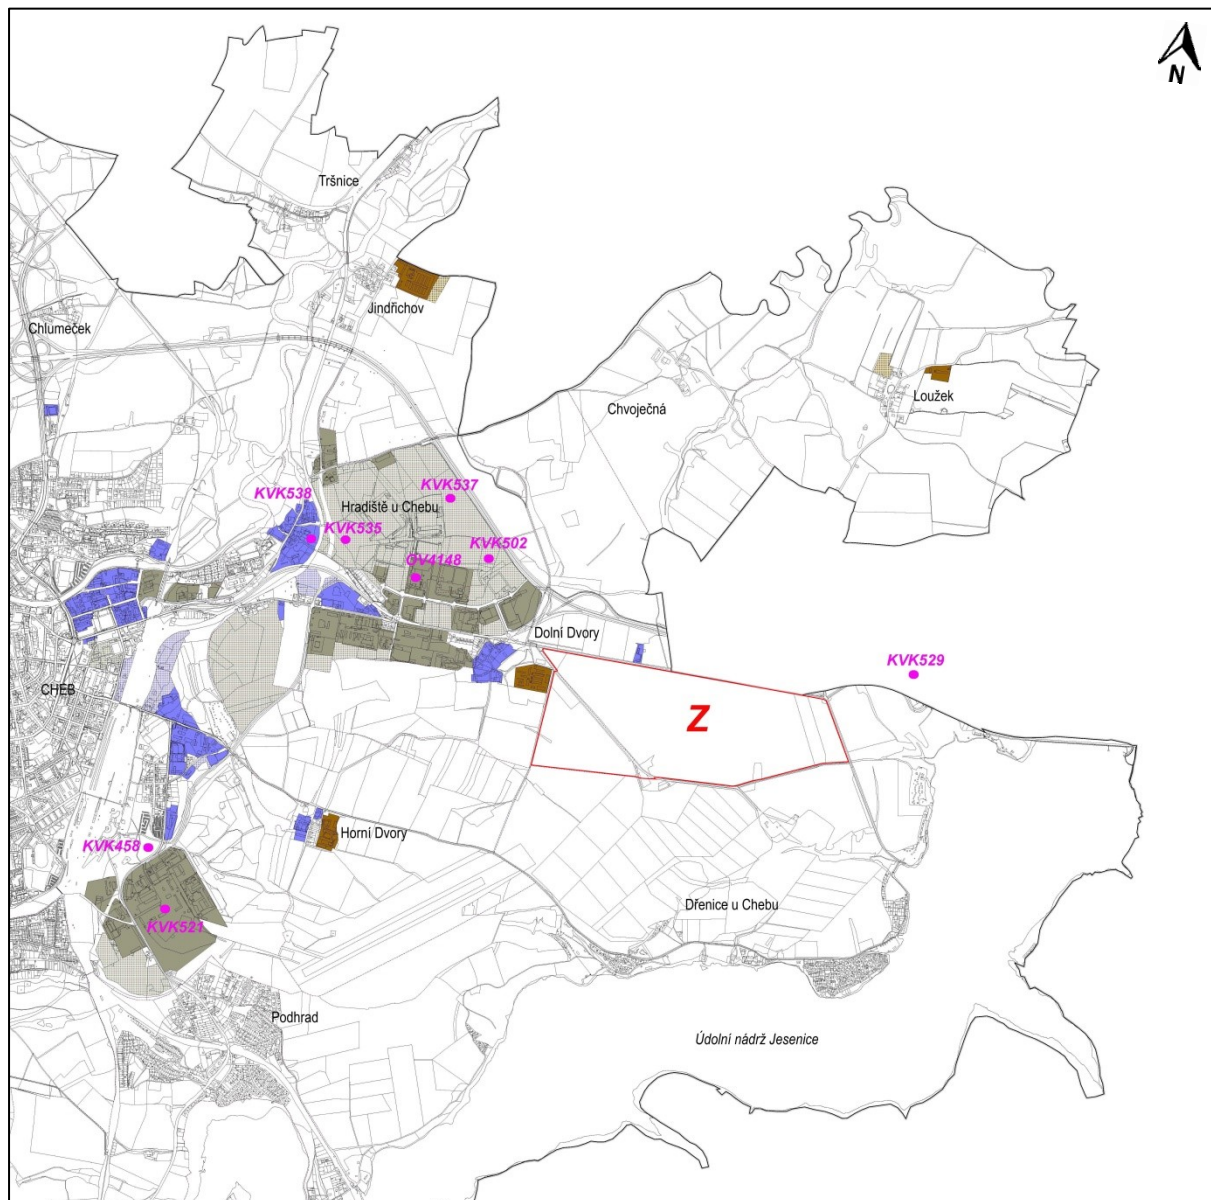 N
Tršnice
Jindřichov
Chlumeček
Loužek
Chvoječná
KVK538
KVK537
Hradiště u Chebu
KVK535
KVK502
GV4148
Dolní Dvory
KVK529
CHEB
Z
Horní Dvory
KVK458
Dřenice u Chebu
KVK521
Podhrad
Údolní nádrž Jesenice